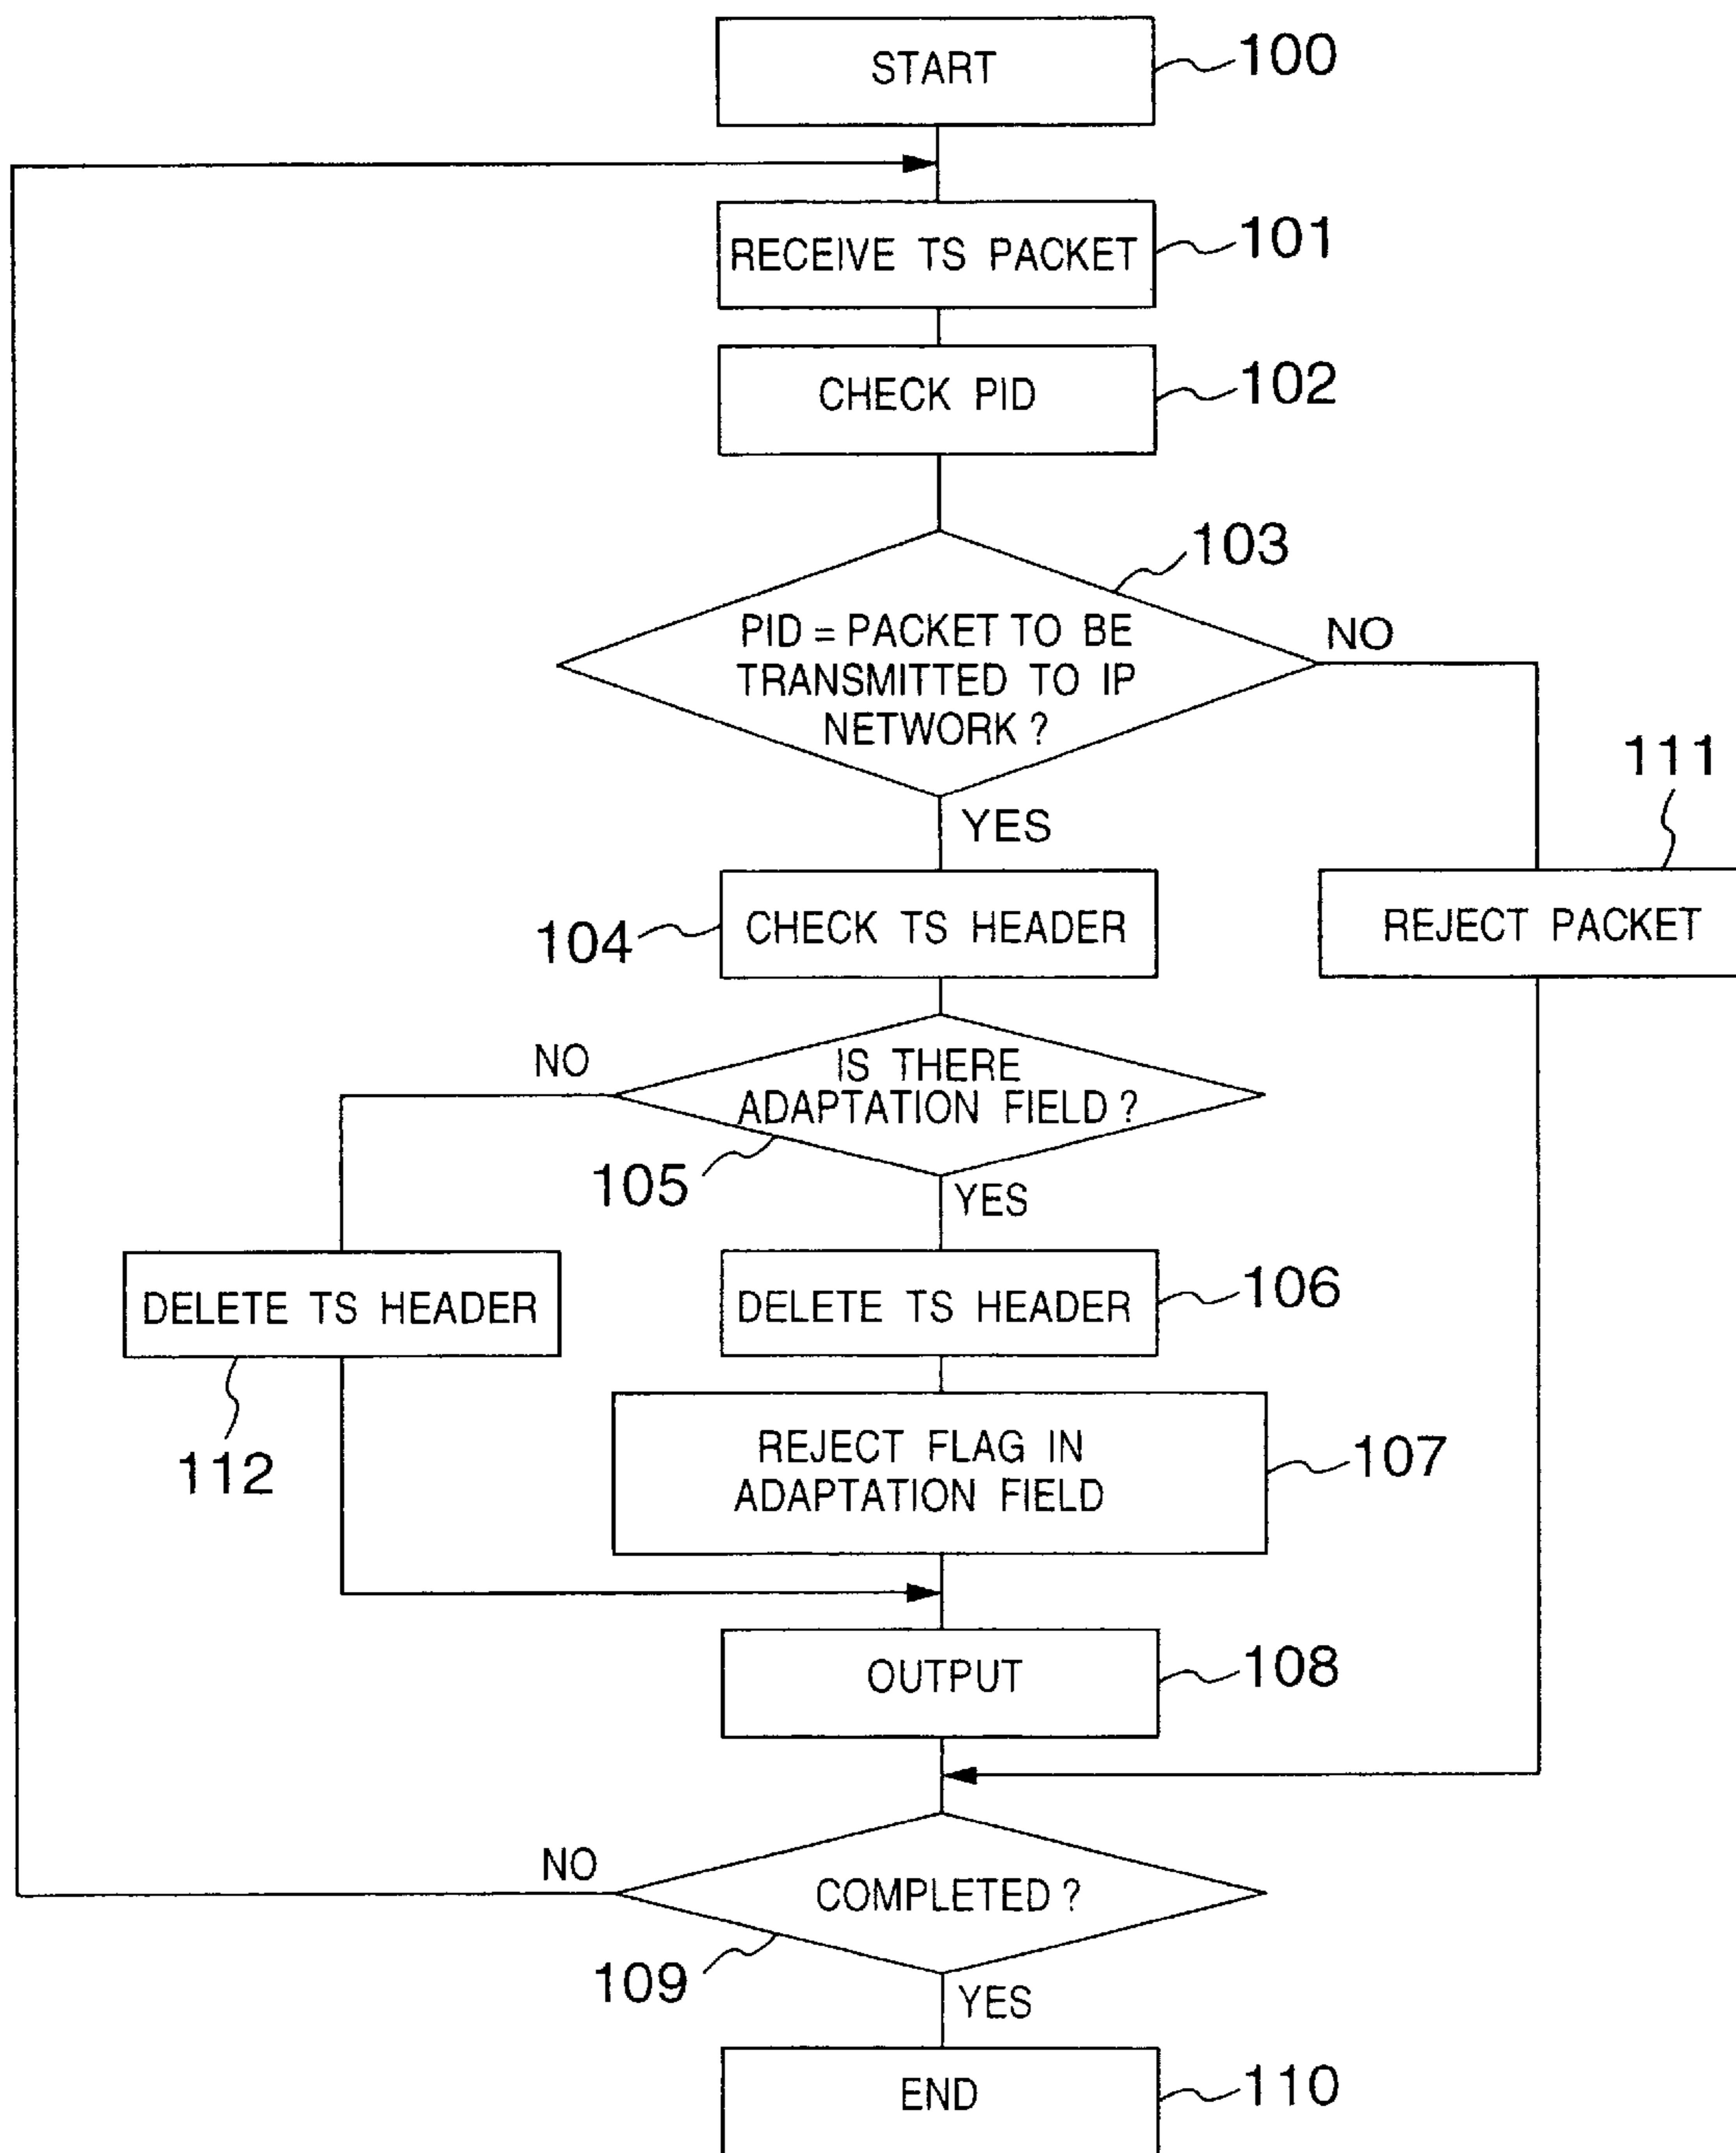 START
100
RECEIVE TS PACKET
101
CHECK PID
102
103
PID = PACKET TO BE
TRANSMITTED TO IP
NETWORK ?
NO
YES
111
104
CHECK TS HEADER
REJECT PACKET
NO
IS THERE
ADAPTATION FIELD ?
105
YES
DELETE TS HEADER
DELETE TS HEADER
106
112
REJECT FLAG IN
ADAPTATION FIELD
107
OUTPUT
108
NO
COMPLETED ?
109
YES
END
110